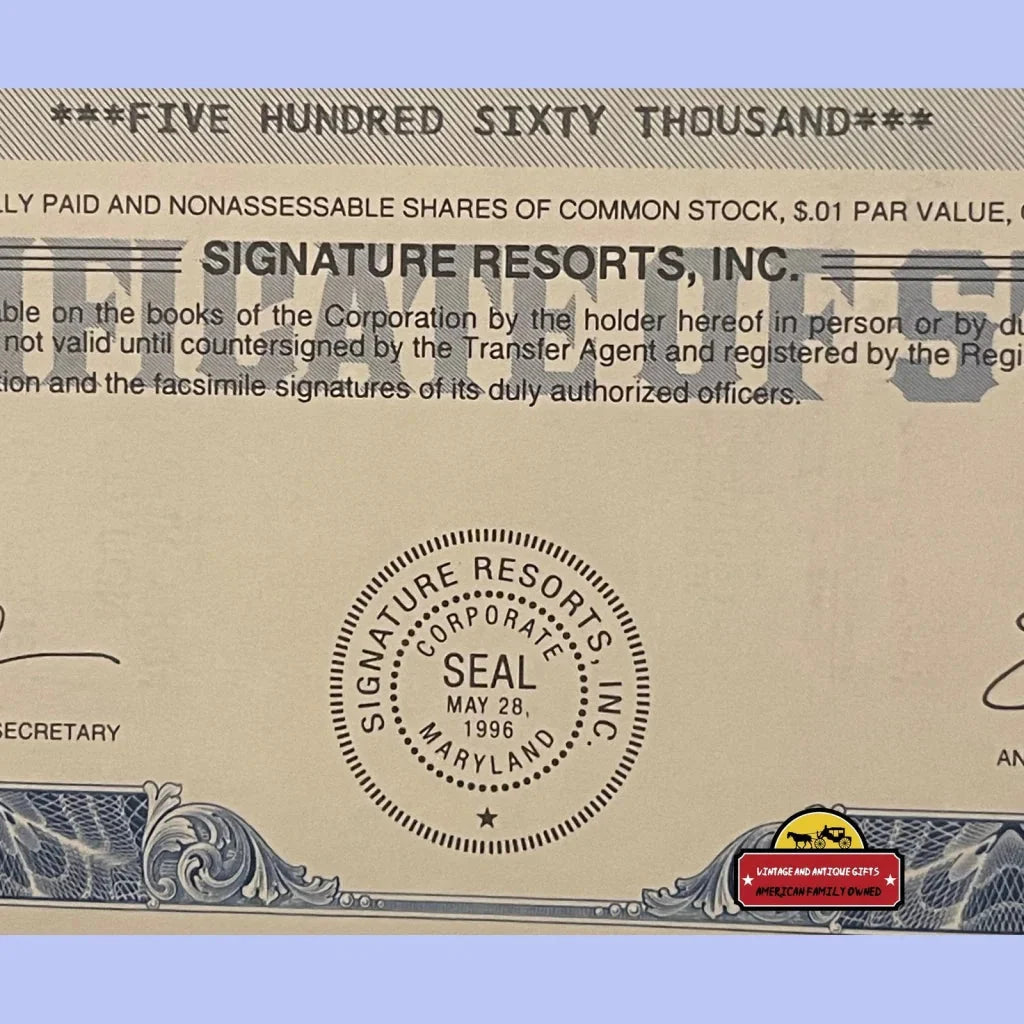 ***FIVE HUNDRED SIXTY THOUSAND***
LLY PAID AND NONASSESSABLE SHARES OF COMMON STOCK, $.01 PAR VALUE,
SIGNATURE RESORTS, INC.
able on the books of the Corporation by the holder hereof in person or by du
not valid until countersigned by the Transfer Agent and registered by the Regi
tion and the facsimile signatures of its duly authorized officers.
IFICATE OF S
SIGNATURE RESORTS, INC.
CORPORATE
SEAL
MAY 28,
1996
MARYLAND
SECRETARY
AN
VINTAGE AND ANTIQUE GIFTS
AMERICAN FAMILY OWNED